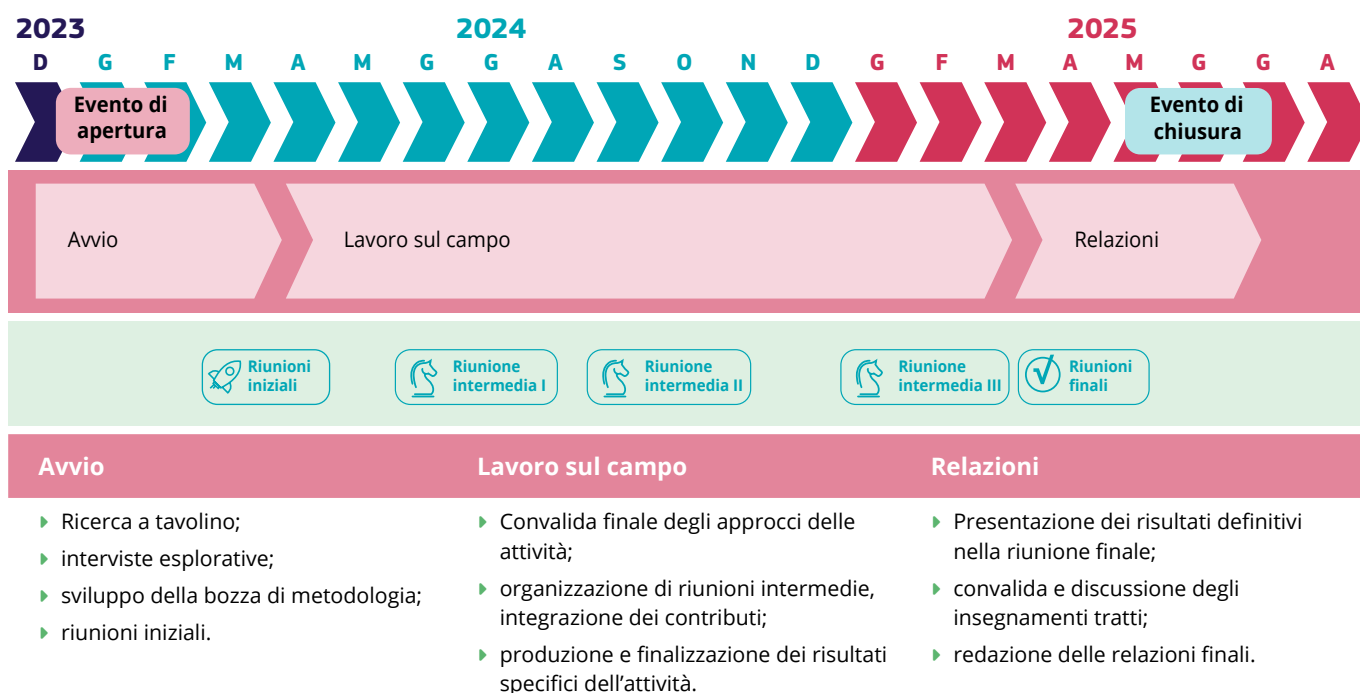 2023 2024 2025
D G F M A M G G A S O N D G F M A M G G A
Evento di
apertura
Evento di
chiusura
Avvio Lavoro sul campo Relazioni
Riunioni
iniziali
Riunione
intermedia I
Riunione
intermedia II
Riunione
intermedia III
Riunioni
finali
Avvio
Ricerca a tavolino;
interviste esplorative;
sviluppo della bozza di metodologia;
riunioni iniziali.
Lavoro sul campo
Convalida finale degli approcci delle
attività;
organizzazione di riunioni intermedie,
integrazione dei contributi;
produzione e finalizzazione dei risultati
specifici dell'attività.
Relazioni
Presentazione dei risultati definitivi
nella riunione finale;
convalida e discussione degli
insegnamenti tratti;
redazione delle relazioni finali.